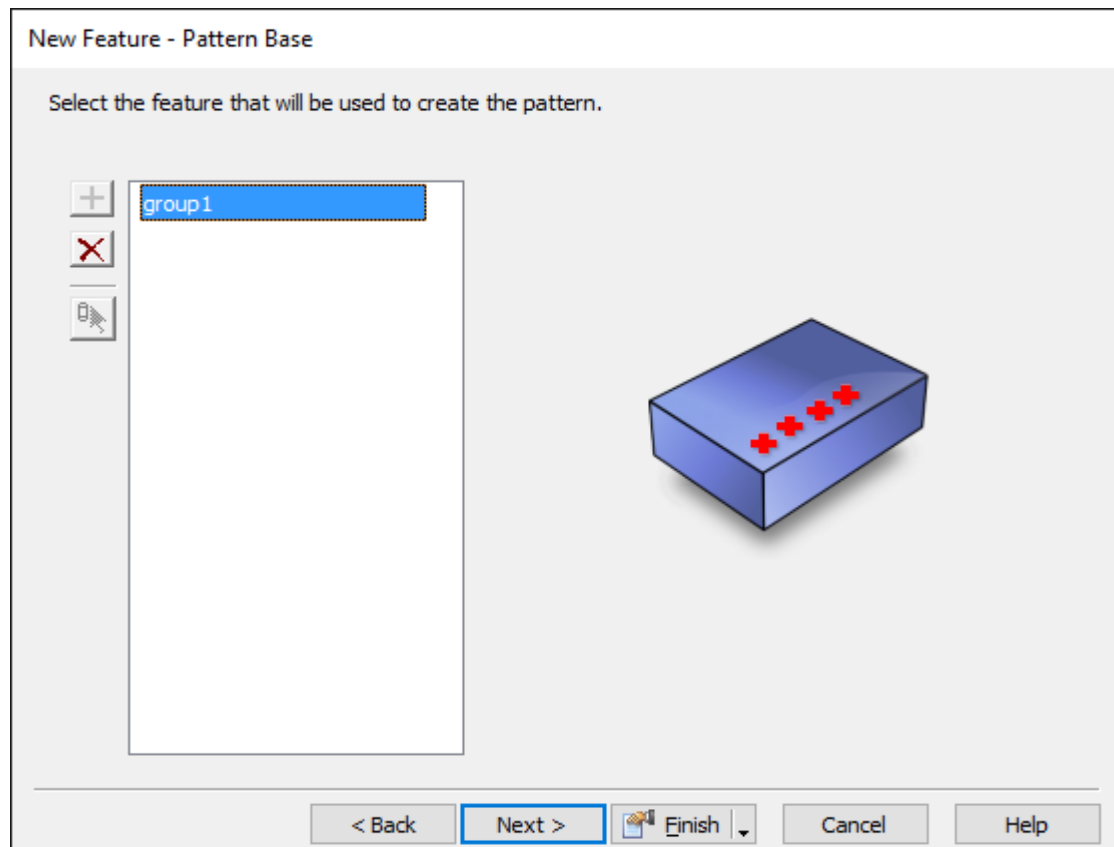 New Feature - Pattern Base
Select the feature that will be used to create the pattern.
group1
< Back Next > Finish Cancel Help